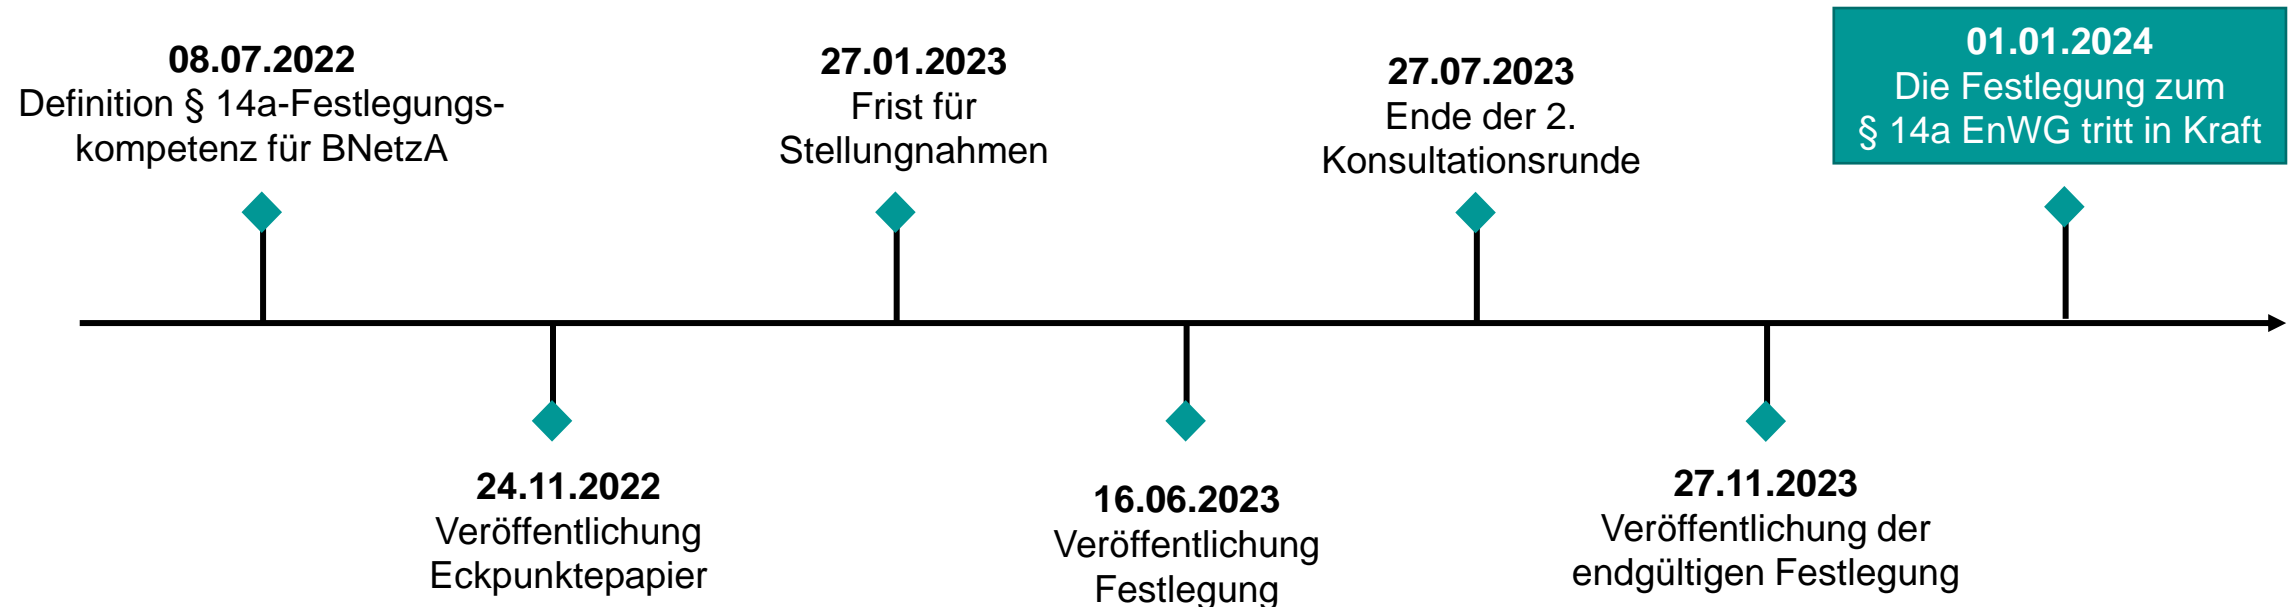 08.07.2022
Definition § 14a-Festlegungs-
kompetenz für BNetzA
24.11.2022
Veröffentlichung
Eckpunktepapier
27.01.2023
Frist für
Stellungnahmen
16.06.2023
Veröffentlichung
Festlegung
27.07.2023
Ende der 2.
Konsultationsrunde
27.11.2023
Veröffentlichung der
endgültigen Festlegung
01.01.2024
Die Festlegung zum
§ 14a EnWG tritt in Kraft